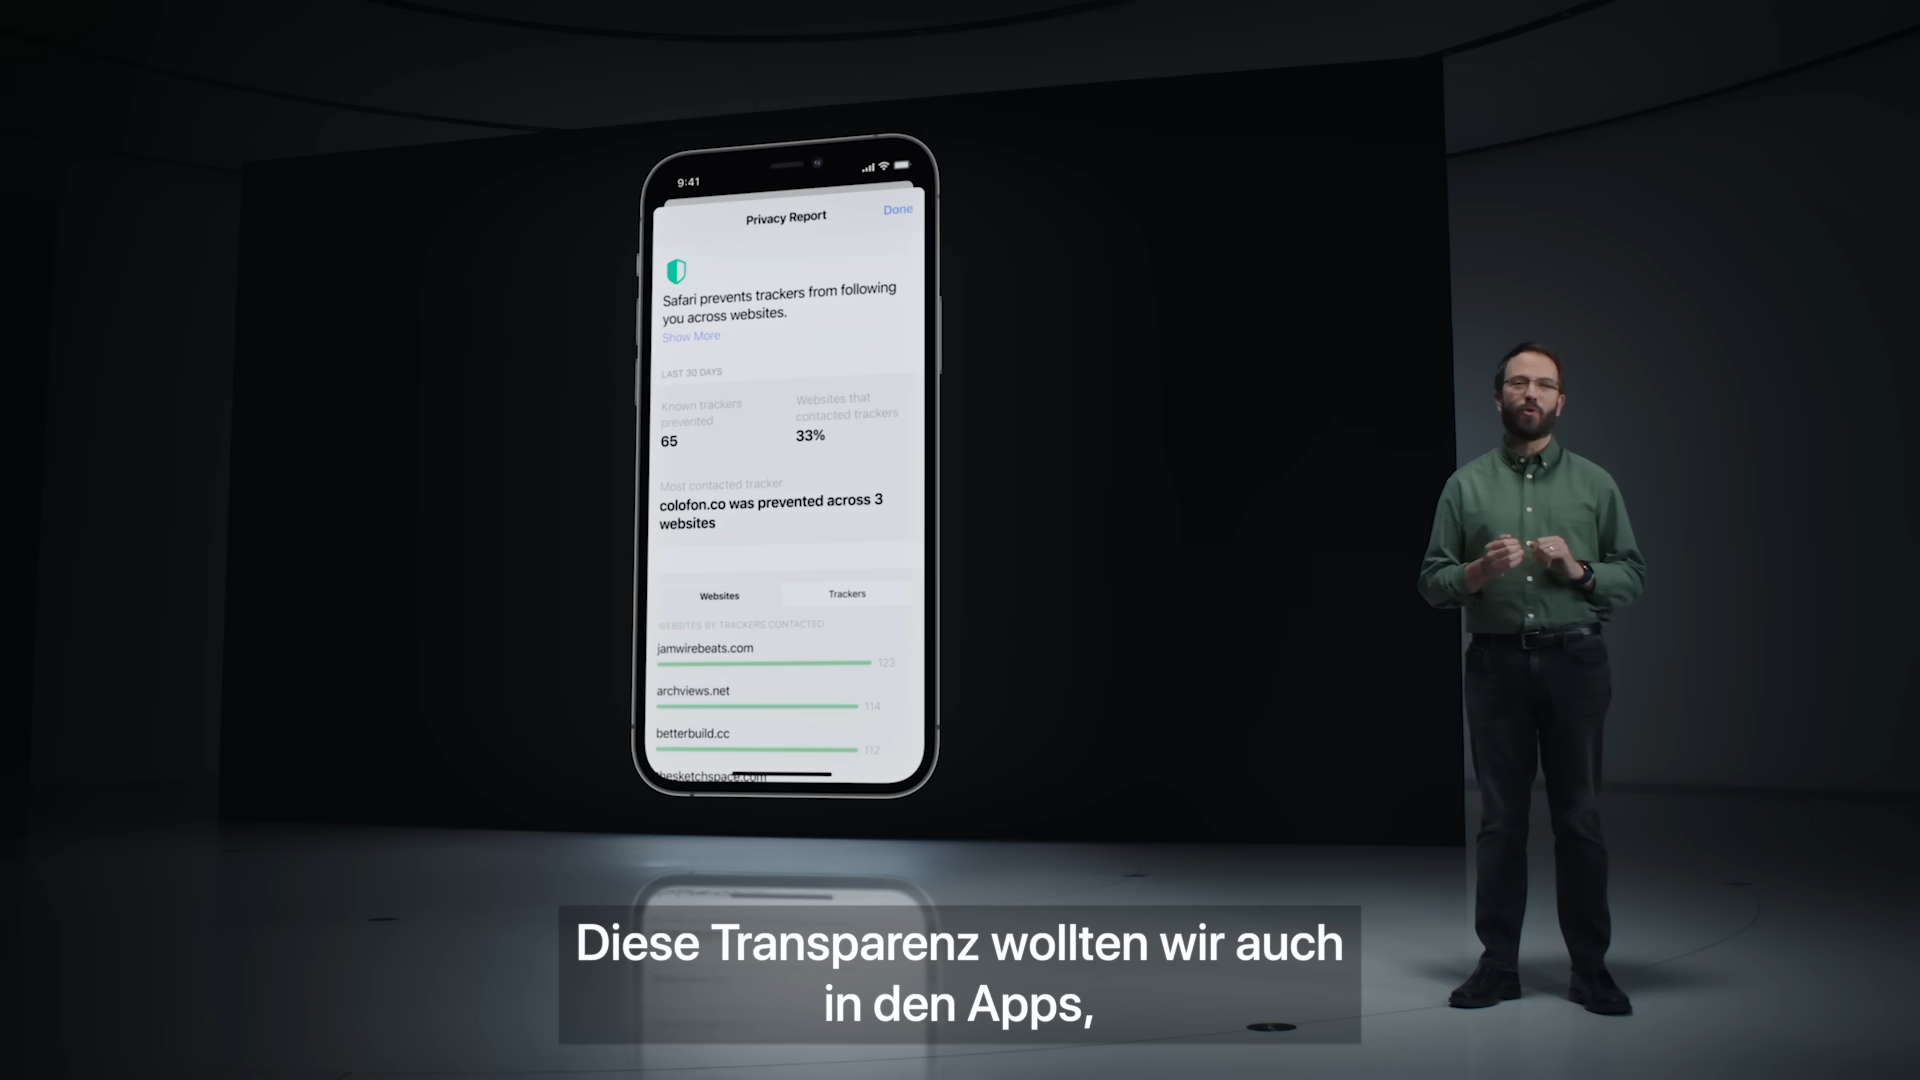 9:41
Privacy Report
Done
Safari prevents trackers from following
you across websites.
Show More
LAST 30 DAYS
Known trackers
prevented
65
Websites that
contacted trackers
33%
Most contacted tracker
colofon.co was prevented across 3
websites
Websites
Trackers
WEBSITES BY TRACKERS CONTACTED
jamwirebeats.com
123
archviews.net
114
betterbuild.cc
112
thesketchspace.com
Diese Transparenz wollten wir auch
in den Apps,